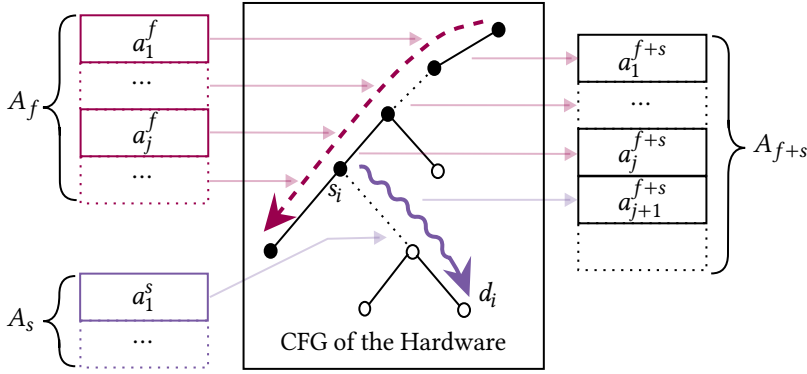 A_f
a_1^f
...
a_j^f
...
A_s
a_1^s
...
s_i
d_i
CFG of the Hardware
a_1^{f+s}
...
a_j^{f+s}
a_{j+1}^{f+s}
A_{f+s}